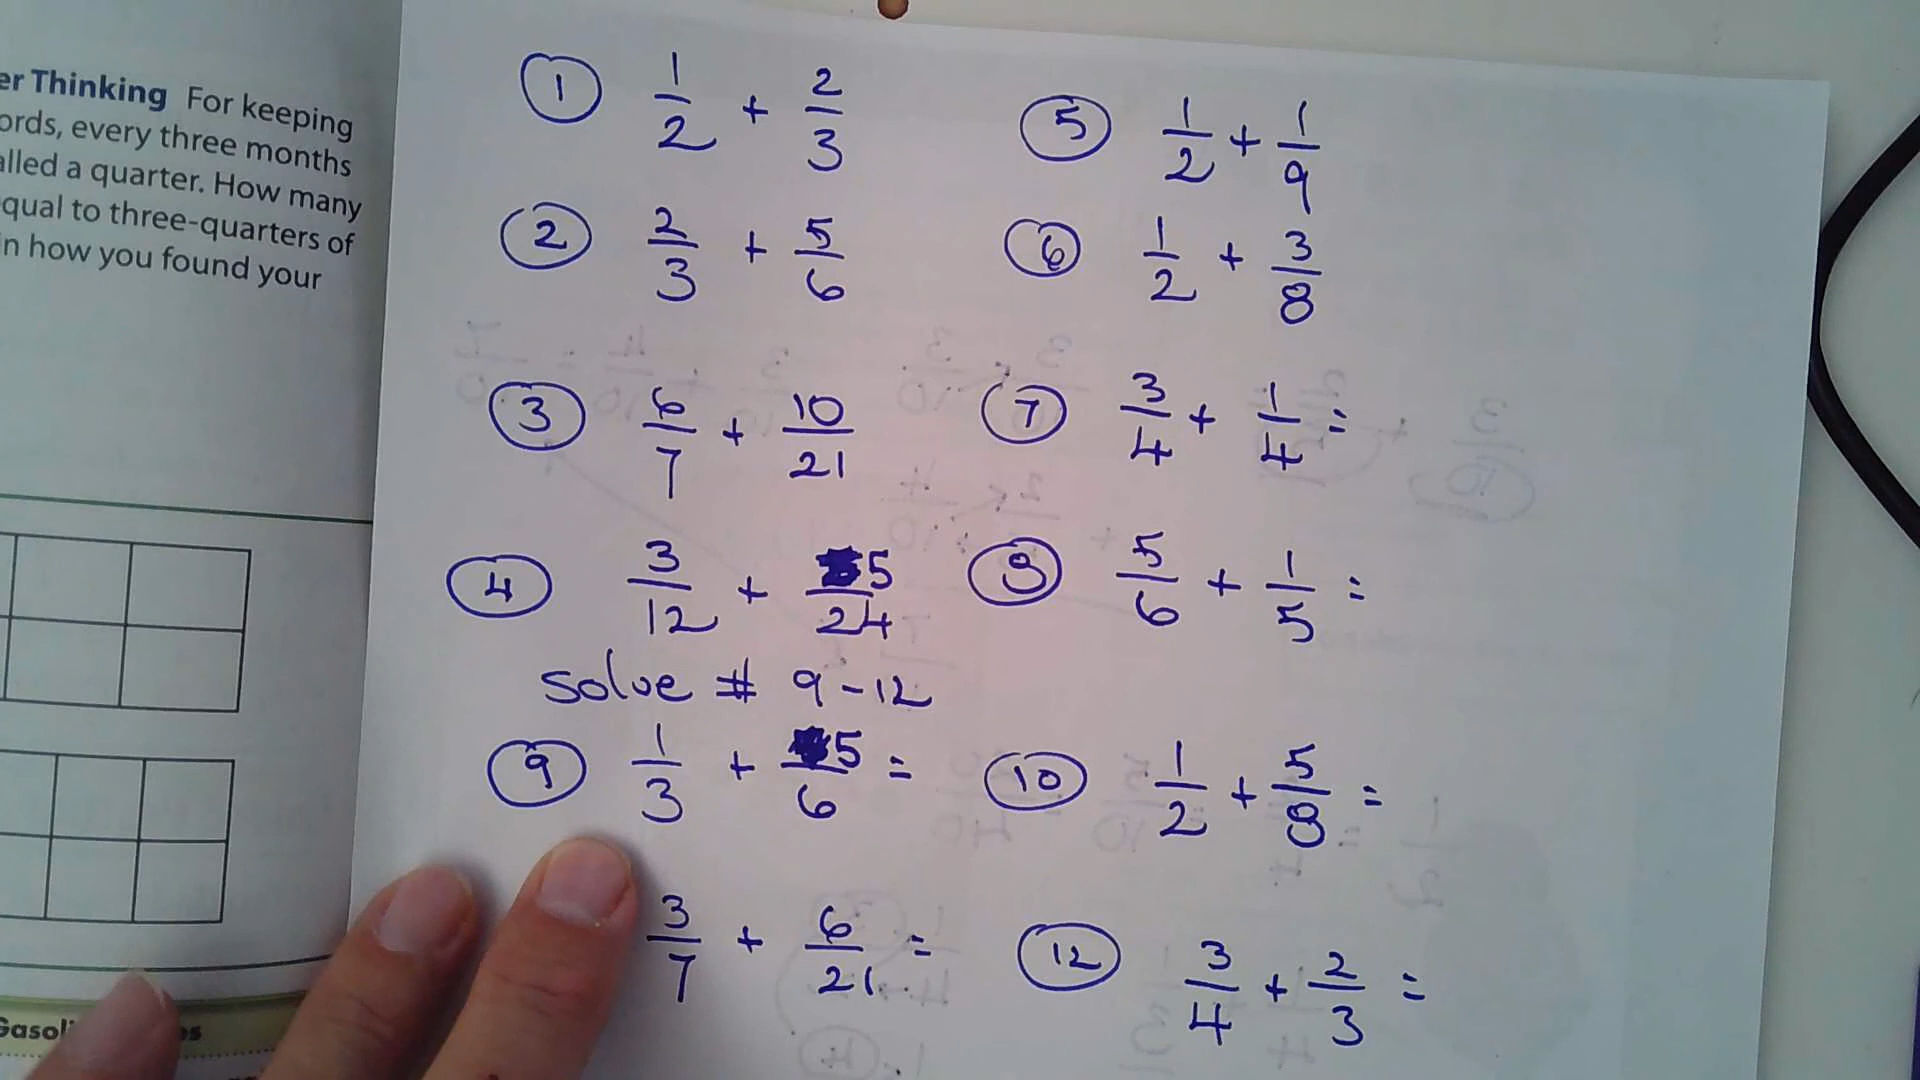 er Thinking For keeping
ords, every three months
alled a quarter. How many
qual to three-quarters of
n how you found your
① 1/2 + 2/3
② 2/3 + 5/6
③ 6/7 + 10/21
④ 3/12 + 5/24
⑤ 1/2 + 1/9
⑥ 1/2 + 3/8
⑦ 3/4 + 1/4 =
⑧ 5/6 + 1/5 =
solve # 9-12
⑨ 1/3 + 5/6 =
⑩ 1/2 + 5/8 =
3/7 + 6/21 =
⑫ 3/4 + 2/3 =